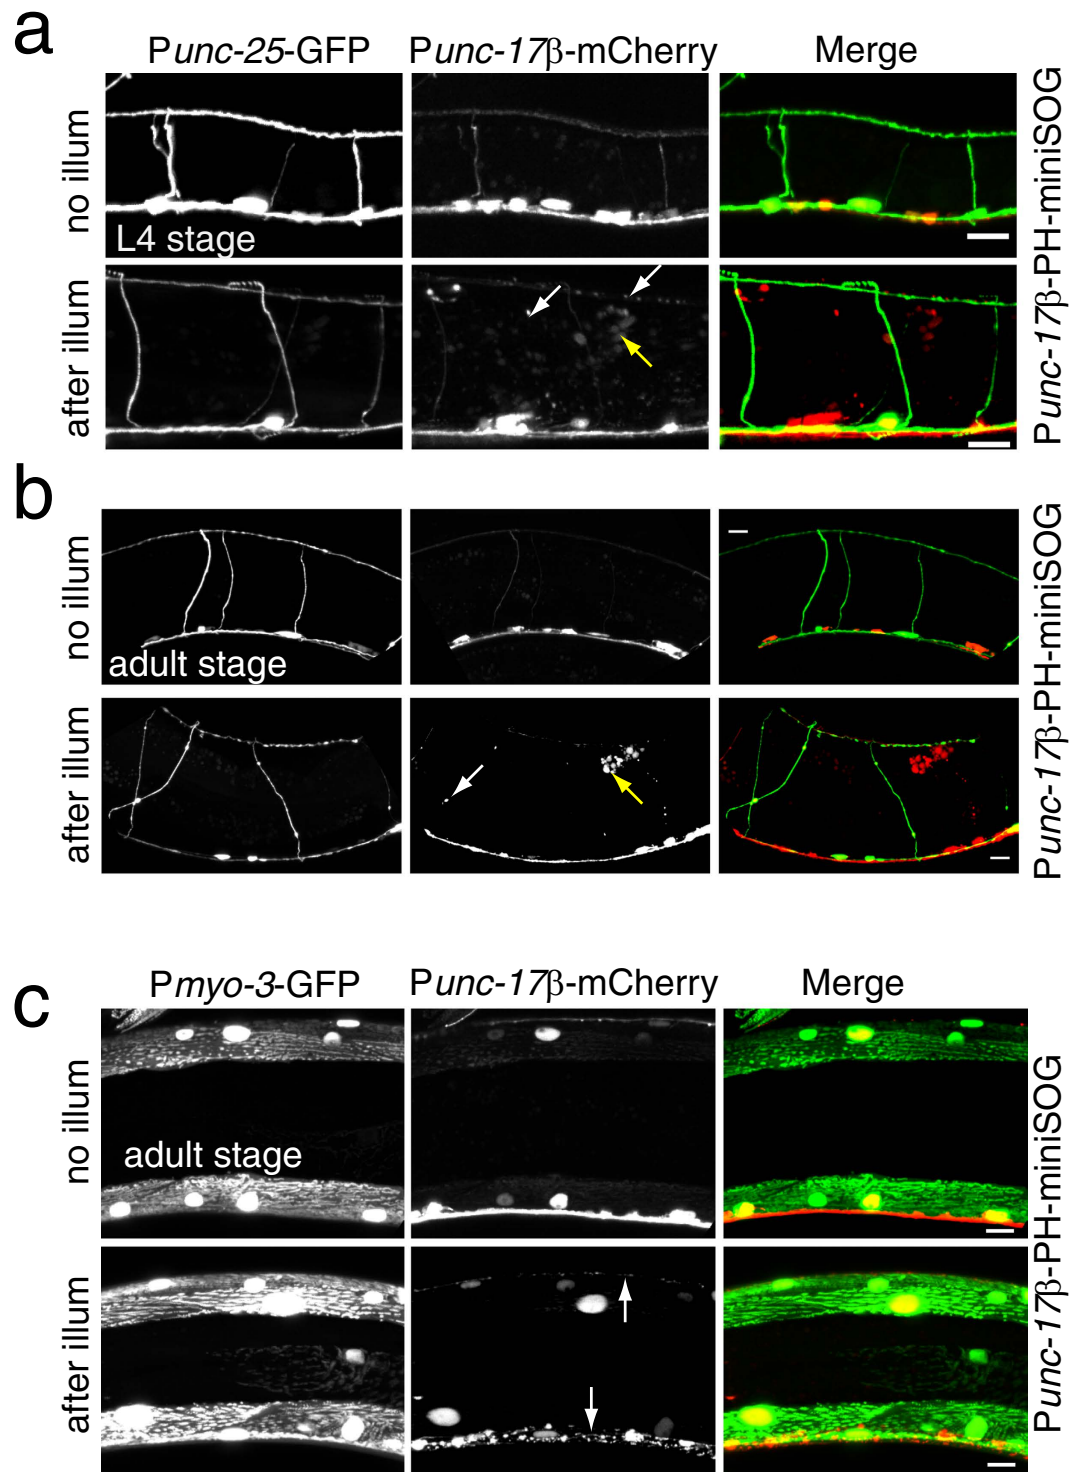 a
Punc-25-GFP Punc-17β-mCherry Merge
no illum
L4 stage
after illum
Punc-17β-PH-miniSOG
b
no illum
adult stage
after illum
Punc-17β-PH-miniSOG
c
Pmyo-3-GFP Punc-17β-mCherry Merge
no illum
adult stage
after illum
Punc-17β-PH-miniSOG